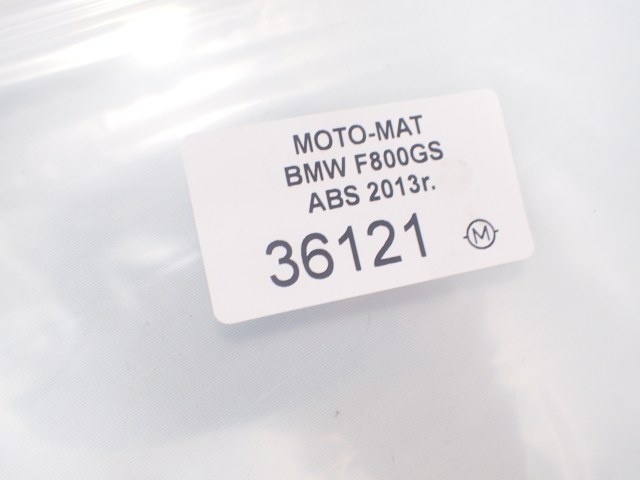 MOTO-MAT
BMW F800GS
ABS 2013r.
36121 M